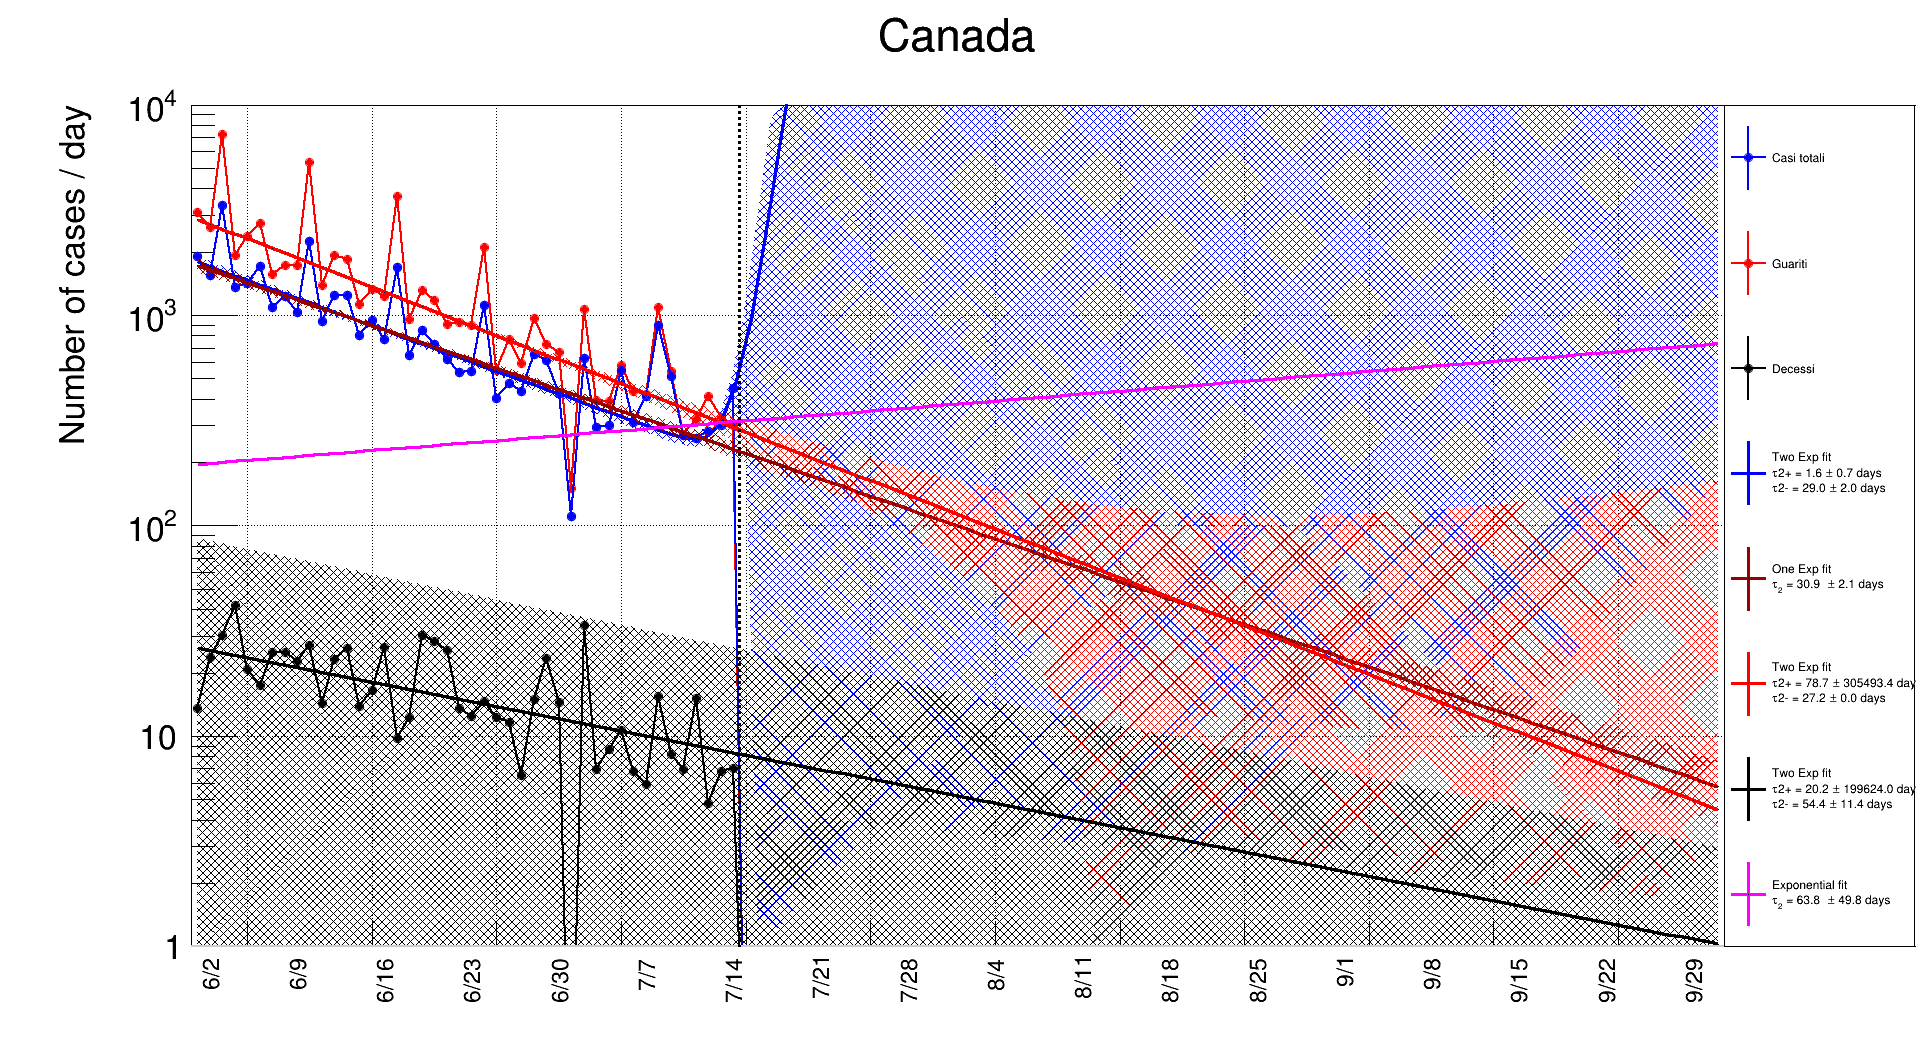 Canada
Number of cases / day
10^4
10^3
10^2
10
1
6/2
6/9
6/16
6/23
6/30
7/7
7/14
7/21
7/28
8/4
8/11
8/18
8/25
9/1
9/8
9/15
9/22
9/29
Casi totali
Guariti
Decessi
Two Exp fit
τ2+ = 1.6 ± 0.7 days
τ2- = 29.0 ± 2.0 days
One Exp fit
τ₂ = 30.9 ± 2.1 days
Two Exp fit
τ2+ = 78.7 ± 305493.4 day
τ2- = 27.2 ± 0.0 days
Two Exp fit
τ2+ = 20.2 ± 199624.0 day
τ2- = 54.4 ± 11.4 days
Exponential fit
τ₂ = 63.8 ± 49.8 days